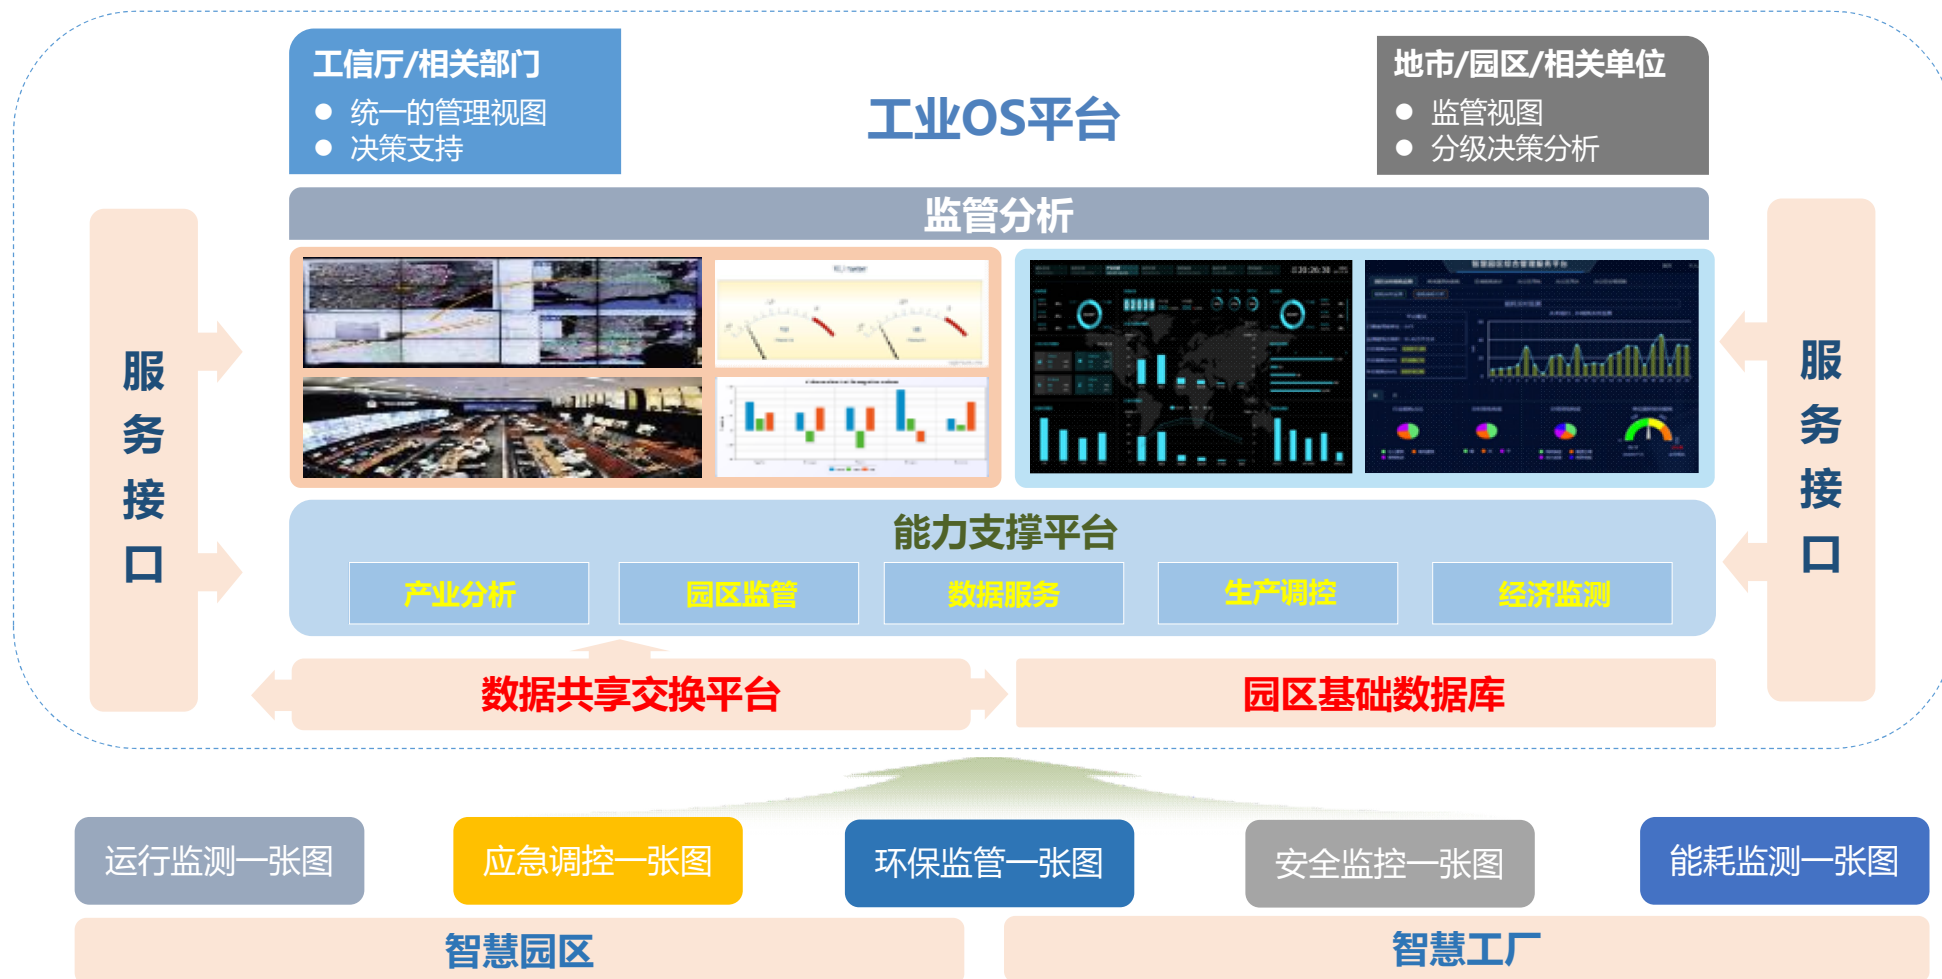 工信厅/相关部门
统一的管理视图
决策支持
工业OS平台
地市/园区/相关单位
监管视图
分级决策分析
监管分析
服务接口
服务接口
能力支撑平台
产业分析
园区监管
数据服务
生产调控
经济监测
数据共享交换平台
园区基础数据库
运行监测一张图
应急调控一张图
环保监管一张图
安全监控一张图
能耗监测一张图
智慧园区
智慧工厂